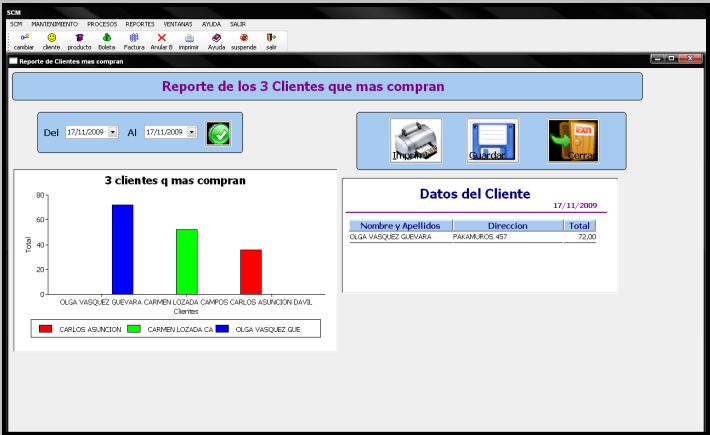 SCM
SCM MANTENIMIENTO PROCESOS REPORTES VENTANAS AYUDA SALIR
cambiar cliente producto Boleta Factura Anular B imprimir Ayuda suspende salir
Reporte de Clientes mas compran
Reporte de los 3 Clientes que mas compran
Del 17/11/2009 Al 17/11/2009
Imprimir Guardar EXIT Cerrar
3 clientes q mas compran
80
60
40
20
0
Total
OLGA VASQUEZ GUEVARA CARMEN LOZADA CAMPOS CARLOS ASUNCION DAVIL
Clientes
CARLOS ASUNCION CARMEN LOZADA CA OLGA VASQUEZ GUE
Datos del Cliente
17/11/2009
Nombre y Apellidos Direccion Total
OLGA VASQUEZ GUEVARA PAKAMUROS 457 72,00